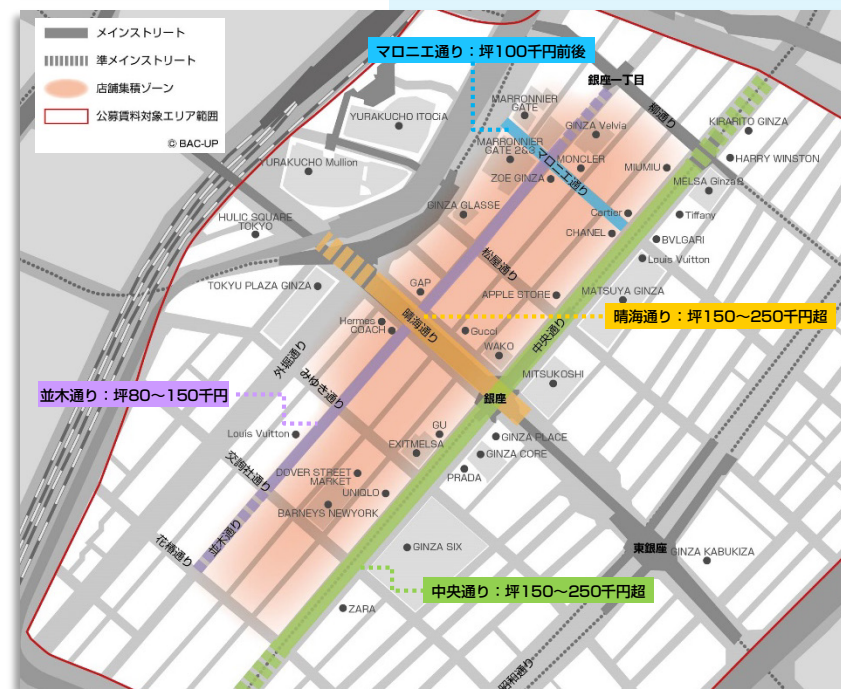 メインストリート
準メインストリート
店舗集積ゾーン
公募賃料対象エリア範囲
© BAC-UP
マロニエ通り：坪100千円前後
銀座一丁目
柳通り
MARRONNIER
GATE
YURAKUCHO ITOCiA
GINZA Velvia
KIRARITO GINZA
MARRONNIER
GATE 2&3
マロニエ通り
MONCLER
HARRY WINSTON
YURAKUCHO Mullion
ZOE GINZA
MIUMIU
MELSA Ginza2
GINZA GLASSE
Cartier
Tiffany
HULIC SQUARE
TOKYO
CHANEL
BVLGARI
松屋通り
Louis Vuitton
TOKYU PLAZA GINZA
GAP
APPLE STORE
MATSUYA GINZA
晴海通り
Hermes
COACH
Gucci
中央通り
晴海通り：坪150～250千円超
WAKO
外堀通り
みゆき通り
MITSUKOSHI
並木通り：坪80～150千円
銀座
GU
Louis Vuitton
EXITMELSA
GINZA PLACE
GINZA CORE
交詢社通り
DOVER STREET
MARKET
PRADA
UNIQLO
BARNEYS NEWYORK
並木通り
花椿通り
GINZA SIX
東銀座
GINZA KABUKIZA
中央通り：坪150～250千円超
ZARA
昭和通り